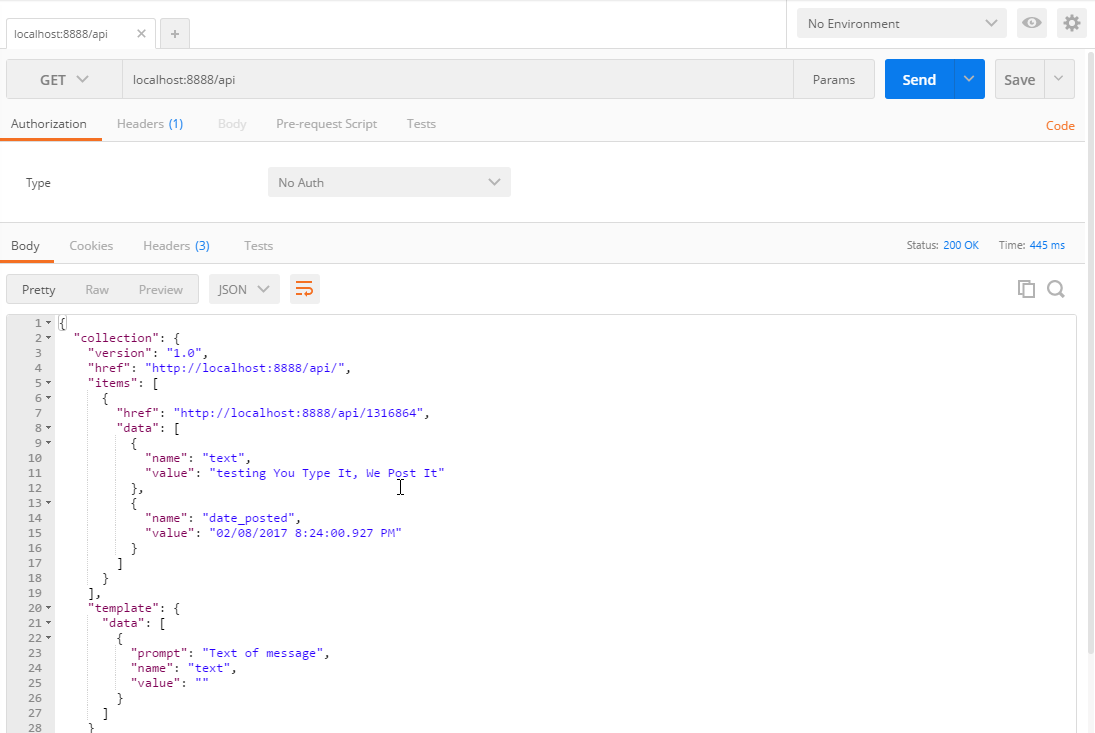 localhost:8888/api × +
No Environment
GET localhost:8888/api Params Send Save
Authorization Headers (1) Body Pre-request Script Tests Code
Type No Auth
Body Cookies Headers (3) Tests Status: 200 OK Time: 445 ms
Pretty Raw Preview JSON
1 {
2 "collection": {
3 "version": "1.0",
4 "href": "http://localhost:8888/api/",
5 "items": [
6 {
7 "href": "http://localhost:8888/api/1316864",
8 "data": [
9 {
10 "name": "text",
11 "value": "testing You Type It, We Post It"
12 },
13 {
14 "name": "date_posted",
15 "value": "02/08/2017 8:24:00.927 PM"
16 }
17 ]
18 }
19 ],
20 "template": {
21 "data": [
22 {
23 "prompt": "Text of message",
24 "name": "text",
25 "value": ""
26 }
27 ]
28 }